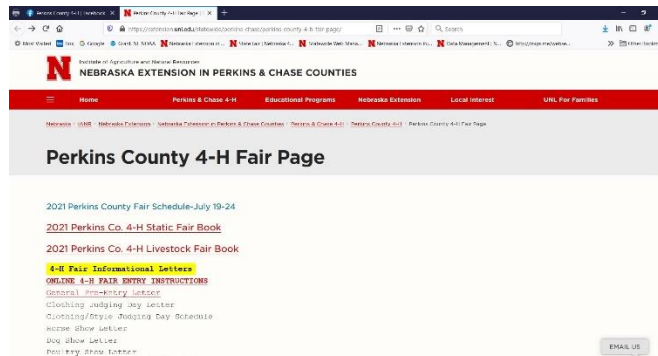 Perkins County 4-H | Facebook
Perkins County 4-H Fair Page | X
https://extension.unl.edu/statewide/perkins-chase/perkins-county-4-h-fair-page/
Search
Most Visited
Google
Institute of Agriculture and Natural Resources
NEBRASKA EXTENSION IN PERKINS & CHASE COUNTIES
Home Perkins & Chase 4-H Educational Programs Nebraska Extension Local Interest UNL For Families
Nebraska IANR Nebraska Extension Nebraska Extension in Perkins & Chase Counties Perkins & Chase 4-H Perkins County 4-H Perkins County 4-H Fair Page
Perkins County 4-H Fair Page
2021 Perkins County Fair Schedule-July 19-24
2021 Perkins Co. 4-H Static Fair Book
2021 Perkins Co. 4-H Livestock Fair Book
4-H Fair Informational Letters
ONLINE 4-H FAIR ENTRY INSTRUCTIONS
General Pre-Entry Letter
Clothing Judging Day Letter
Clothing/Style Judging Day Schedule
Horse Show Letter
Dog Show Letter
Poultry Show Letter
EMAIL US